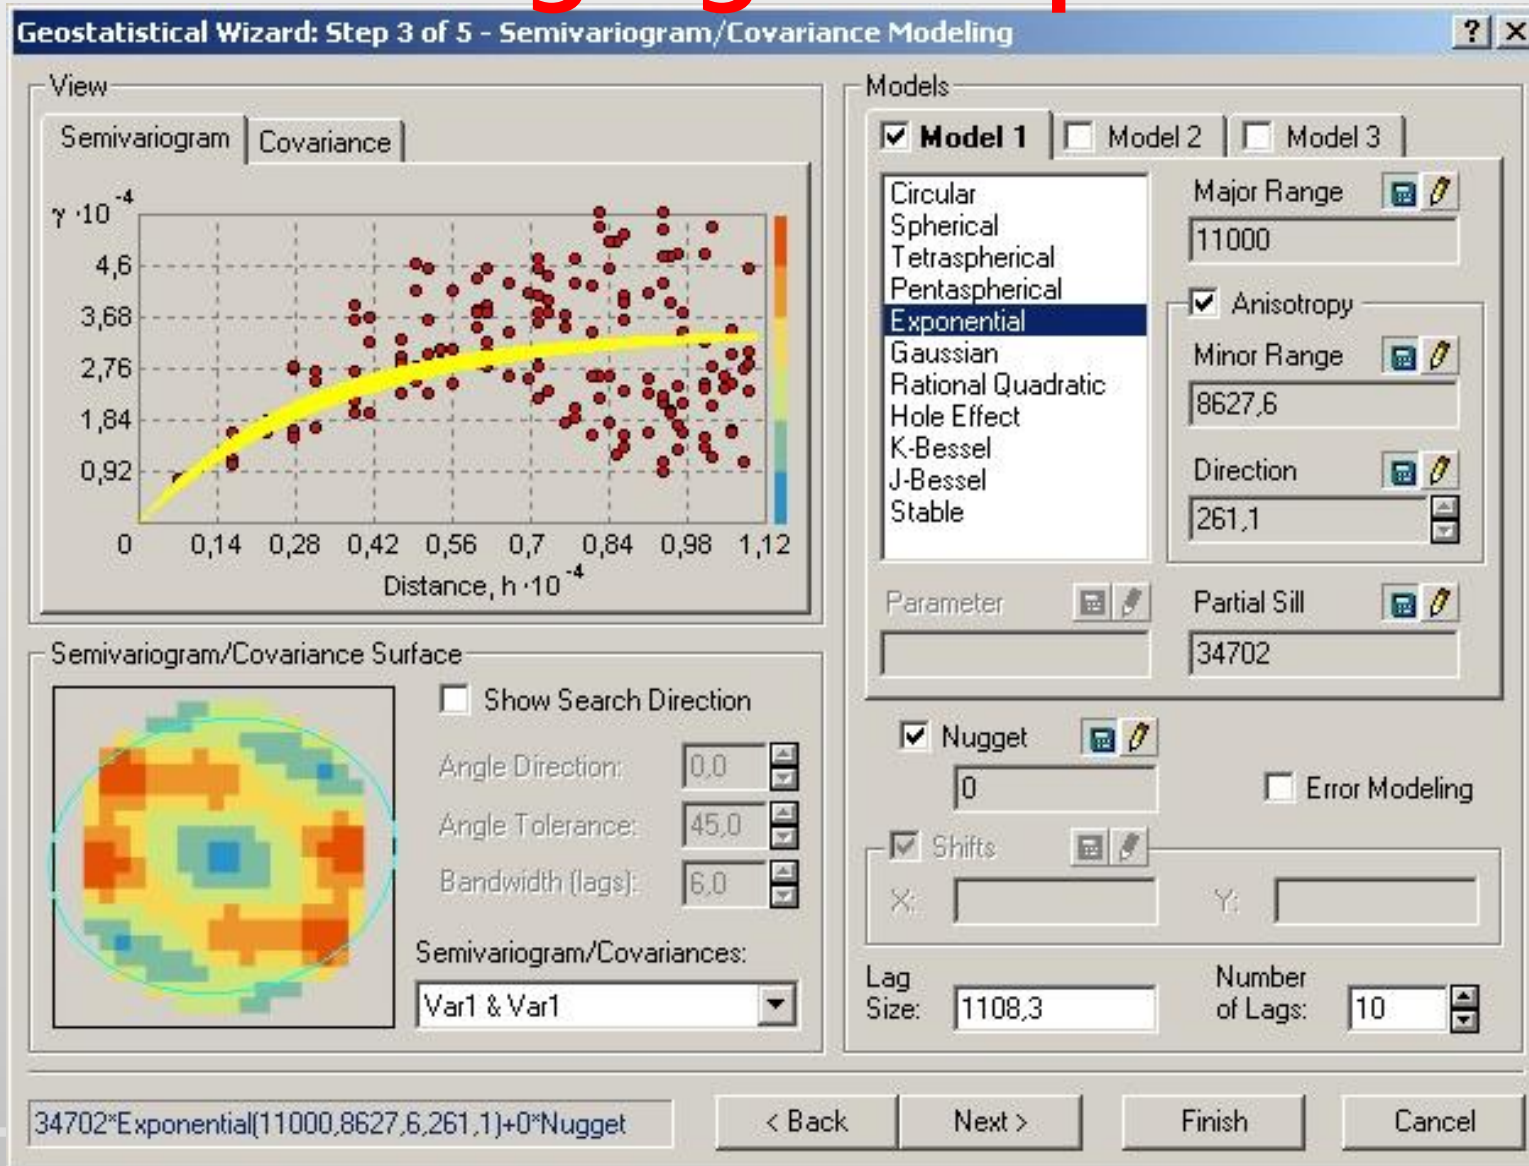 Geostatistical Wizard: Step 3 of 5 - Semivariogram/Covariance Modeling
View
Semivariogram
Covariance
γ ·10 -4
4,6
3,68
2,76
1,84
0,92
0 0,14 0,28 0,42 0,56 0,7 0,84 0,98 1,12
Distance, h ·10 -4
Semivariogram/Covariance Surface
Show Search Direction
Angle Direction: 0,0
Angle Tolerance: 45,0
Bandwidth (lags): 6,0
Semivariogram/Covariances:
Var1 & Var1
Models
Model 1 Model 2 Model 3
Circular
Spherical
Tetraspherical
Pentaspherical
Exponential
Gaussian
Rational Quadratic
Hole Effect
K-Bessel
J-Bessel
Stable
Major Range
11000
Anisotropy
Minor Range
8627,6
Direction
261,1
Parameter
Partial Sill
34702
Nugget
0
Error Modeling
Shifts
X: Y:
Lag Size: 1108,3
Number of Lags: 10
34702*Exponential(11000,8627,6,261,1)+0*Nugget
< Back Next > Finish Cancel